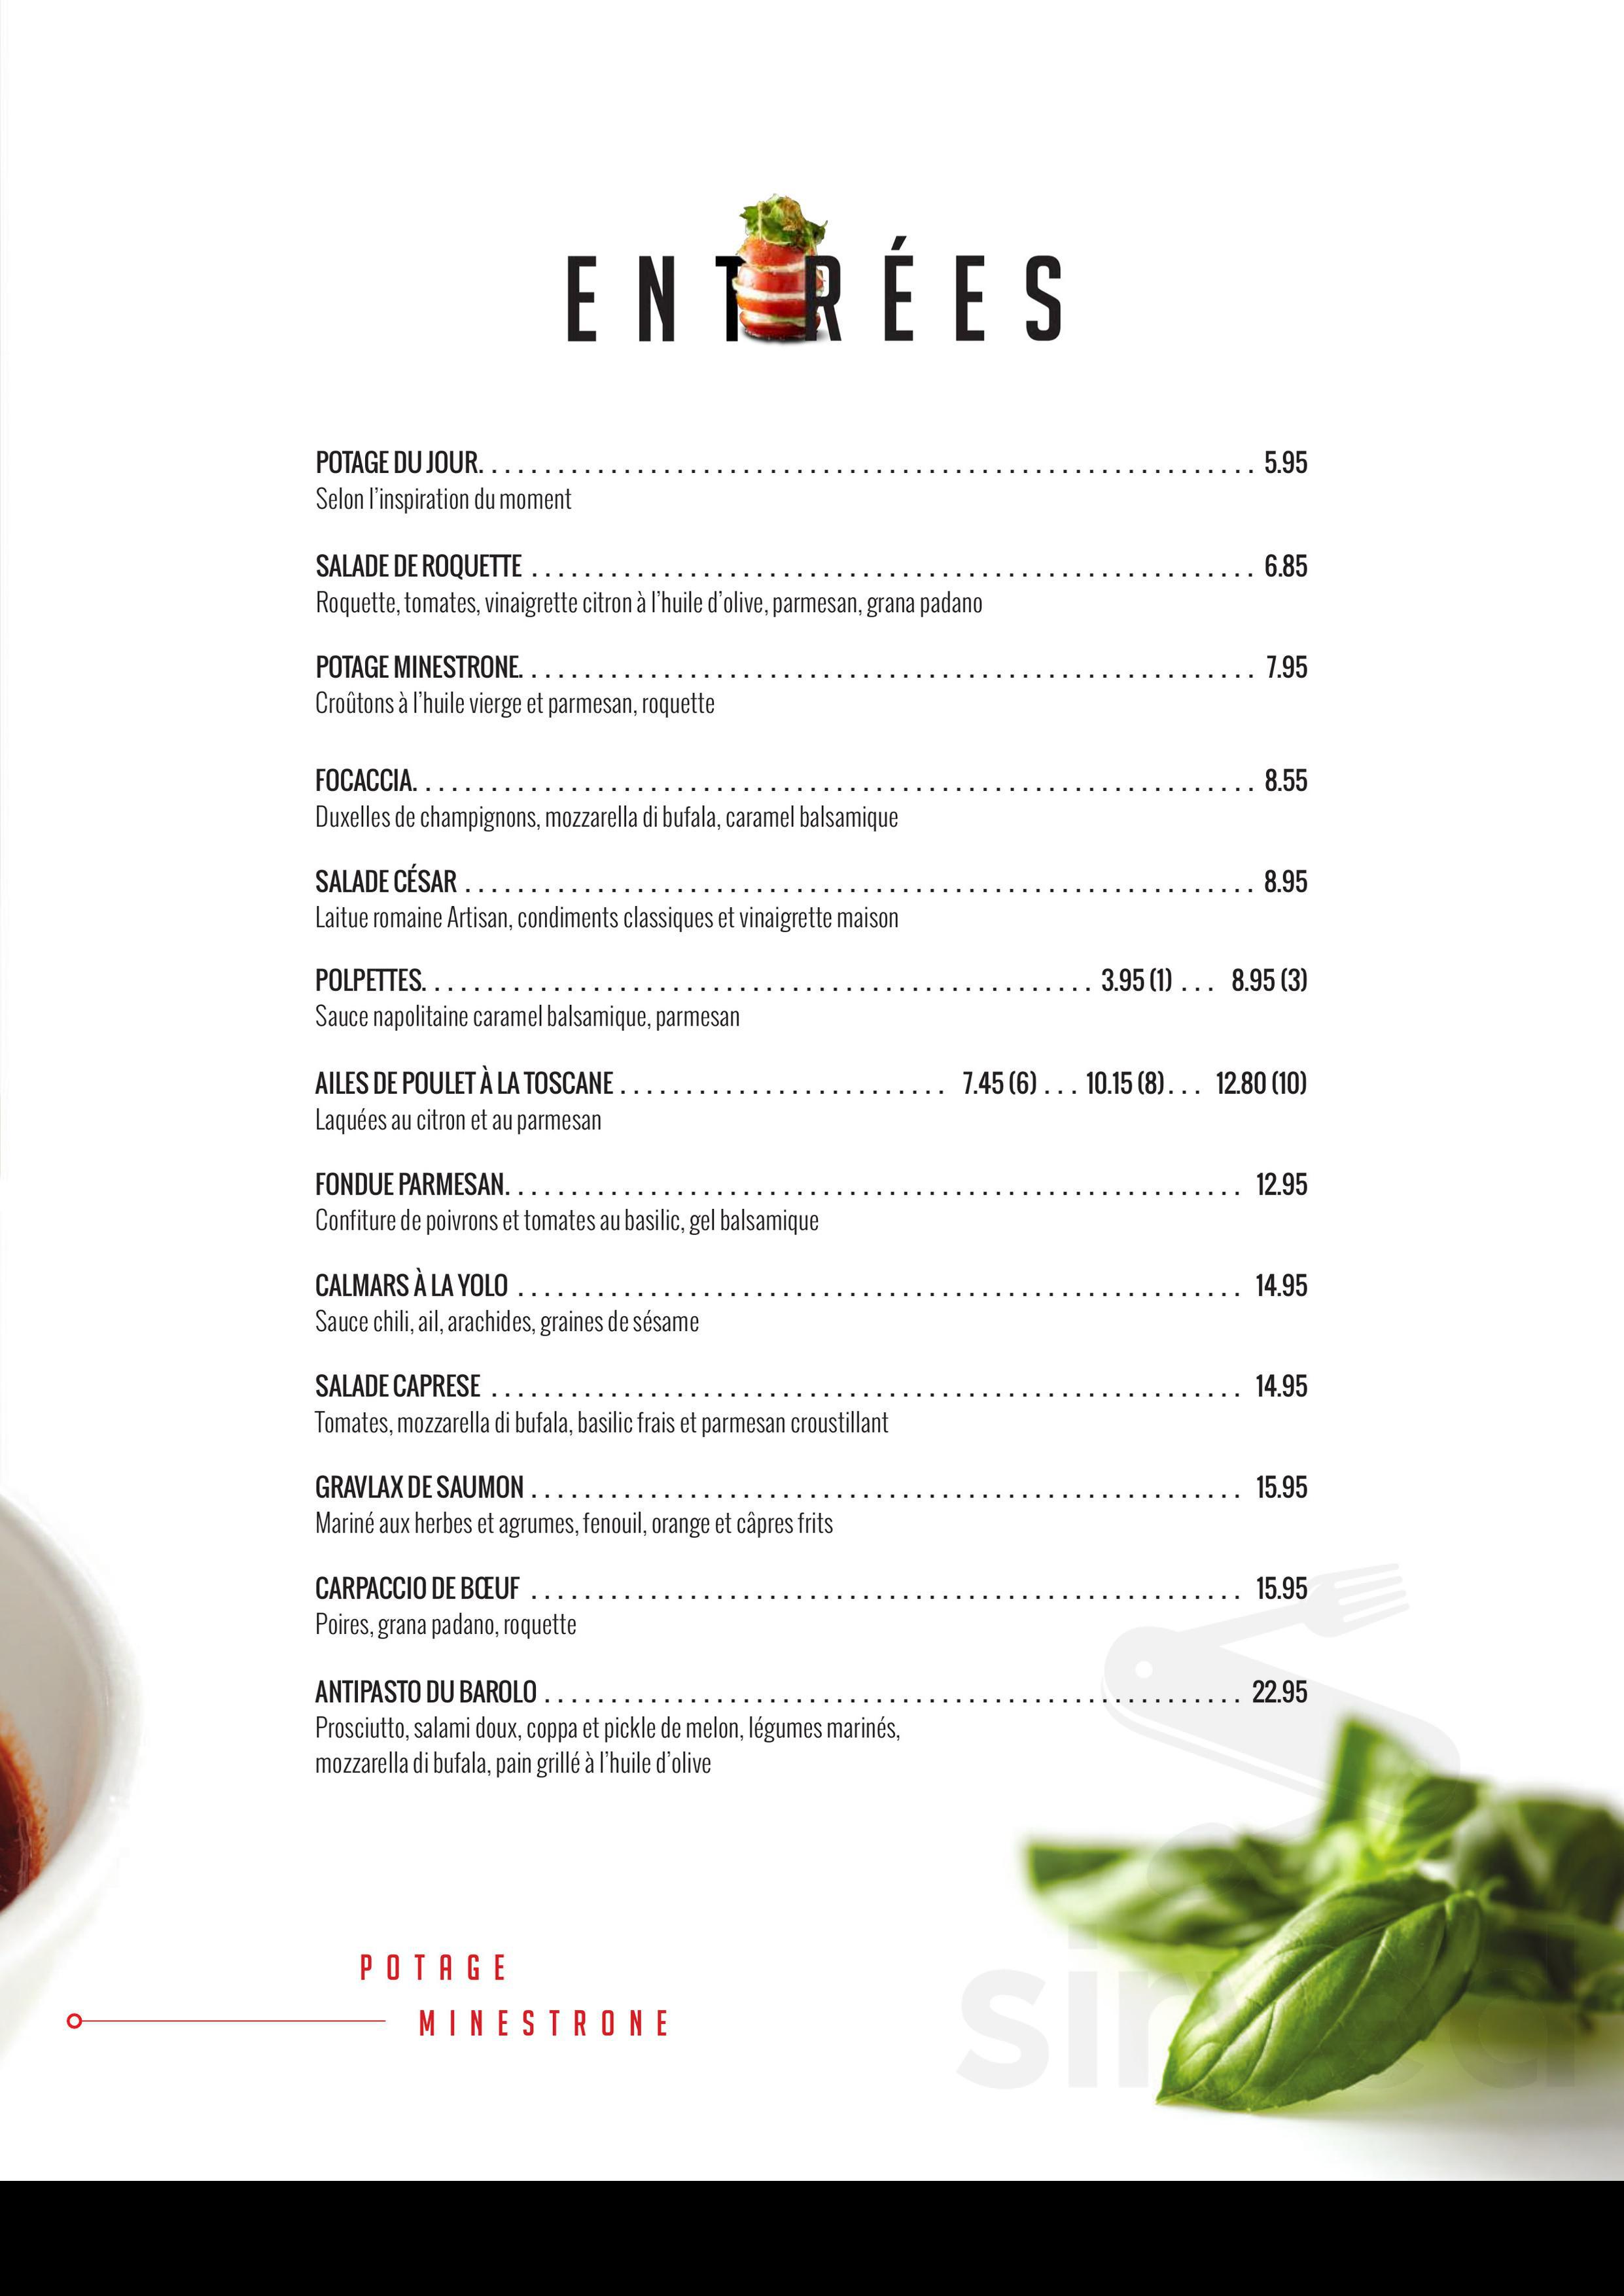 ENTRÉES
POTAGE DU JOUR. . . . . . . . . . . . . . . . . . . . . . . . . . . . . . . . . . . . . . . . . . . . . . . . . . . . . . . . . . . 5.95
Selon l'inspiration du moment
SALADE DE ROQUETTE . . . . . . . . . . . . . . . . . . . . . . . . . . . . . . . . . . . . . . . . . . . . . . . . . . . . . . . 6.85
Roquette, tomates, vinaigrette citron à l'huile d'olive, parmesan, grana padano
POTAGE MINESTRONE. . . . . . . . . . . . . . . . . . . . . . . . . . . . . . . . . . . . . . . . . . . . . . . . . . . . . . . . 7.95
Croûtons à l'huile vierge et parmesan, roquette
FOCACCIA. . . . . . . . . . . . . . . . . . . . . . . . . . . . . . . . . . . . . . . . . . . . . . . . . . . . . . . . . . . . . . . . 8.55
Duxelles de champignons, mozzarella di bufala, caramel balsamique
SALADE CÉSAR . . . . . . . . . . . . . . . . . . . . . . . . . . . . . . . . . . . . . . . . . . . . . . . . . . . . . . . . . . . . 8.95
Laitue romaine Artisan, condiments classiques et vinaigrette maison
POLPETTES. . . . . . . . . . . . . . . . . . . . . . . . . . . . . . . . . . . . . . . . . . . . . . . . . . . 3.95 (1) . . . 8.95 (3)
Sauce napolitaine caramel balsamique, parmesan
AILES DE POULET À LA TOSCANE . . . . . . . . . . . . . . . . . . . . . . . . . 7.45 (6) . . . 10.15 (8). . . 12.80 (10)
Laquées au citron et au parmesan
FONDUE PARMESAN. . . . . . . . . . . . . . . . . . . . . . . . . . . . . . . . . . . . . . . . . . . . . . . . . . . . . . . . 12.95
Confiture de poivrons et tomates au basilic, gel balsamique
CALMARS À LA YOLO . . . . . . . . . . . . . . . . . . . . . . . . . . . . . . . . . . . . . . . . . . . . . . . . . . . . . . . 14.95
Sauce chili, ail, arachides, graines de sésame
SALADE CAPRESE . . . . . . . . . . . . . . . . . . . . . . . . . . . . . . . . . . . . . . . . . . . . . . . . . . . . . . . . . 14.95
Tomates, mozzarella di bufala, basilic frais et parmesan croustillant
GRAVLAX DE SAUMON . . . . . . . . . . . . . . . . . . . . . . . . . . . . . . . . . . . . . . . . . . . . . . . . . . . . . . 15.95
Mariné aux herbes et agrumes, fenouil, orange et câpres frits
CARPACCIO DE BŒUF . . . . . . . . . . . . . . . . . . . . . . . . . . . . . . . . . . . . . . . . . . . . . . . . . . . . . . 15.95
Poires, grana padano, roquette
ANTIPASTO DU BAROLO . . . . . . . . . . . . . . . . . . . . . . . . . . . . . . . . . . . . . . . . . . . . . . . . . . . . . 22.95
Prosciutto, salami doux, coppa et pickle de melon, légumes marinés,
mozzarella di bufala, pain grillé à l'huile d'olive
POTAGE
MINESTRONE